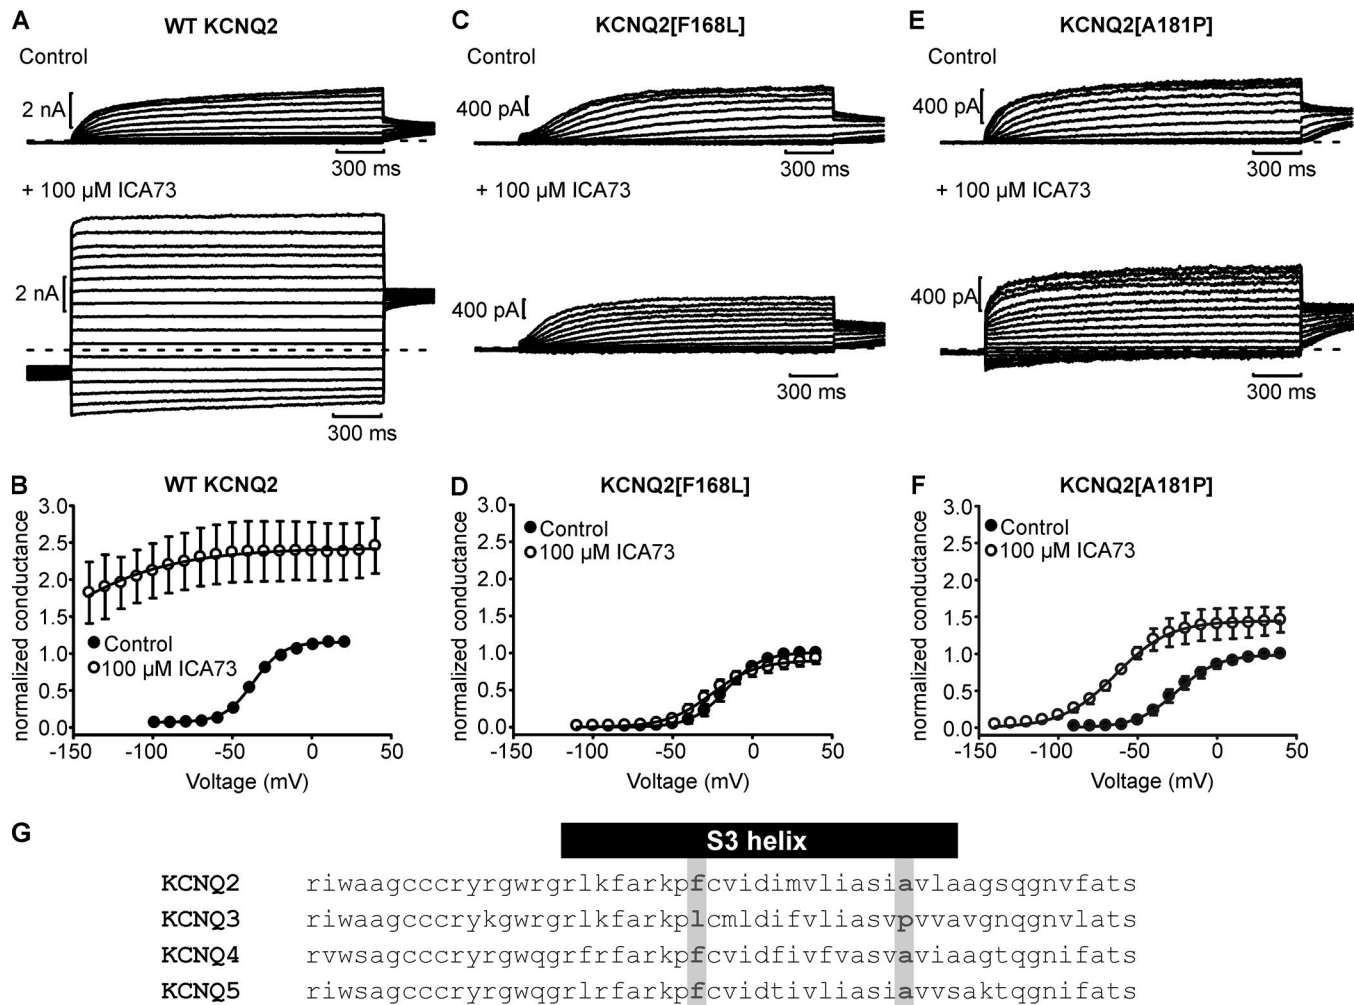 A WT KCNQ2
Control
2 nA
300 ms
+ 100 µM ICA73
2 nA
300 ms
C KCNQ2[F168L]
Control
400 pA
300 ms
+ 100 µM ICA73
400 pA
300 ms
E KCNQ2[A181P]
Control
400 pA
300 ms
+ 100 µM ICA73
400 pA
300 ms
B WT KCNQ2
normalized conductance
3.0
2.5
2.0
1.5
1.0
0.5
0.0
Control
100 µM ICA73
-150 -100 -50 0 50
Voltage (mV)
D KCNQ2[F168L]
normalized conductance
3.0
2.5
2.0
1.5
1.0
0.5
0.0
Control
100 µM ICA73
-150 -100 -50 0 50
Voltage (mV)
F KCNQ2[A181P]
normalized conductance
3.0
2.5
2.0
1.5
1.0
0.5
0.0
Control
100 µM ICA73
-150 -100 -50 0 50
Voltage (mV)
G
S3 helix
KCNQ2 riwaagcccryrgwrgrlkfarkpfcvidimvliasiavlaagsqgnvfats
KCNQ3 riwaagcccrykgwrgrlkfarkplcmldifvliasvpvvavgnqgnvlats
KCNQ4 rvwsagcccryrgwqgrfrfarkpfcvidfivfvasvaviaagtqgnifats
KCNQ5 riwsagcccryrgwqgrlrfarkpfcvidtivliasiavvsaktqgnifats